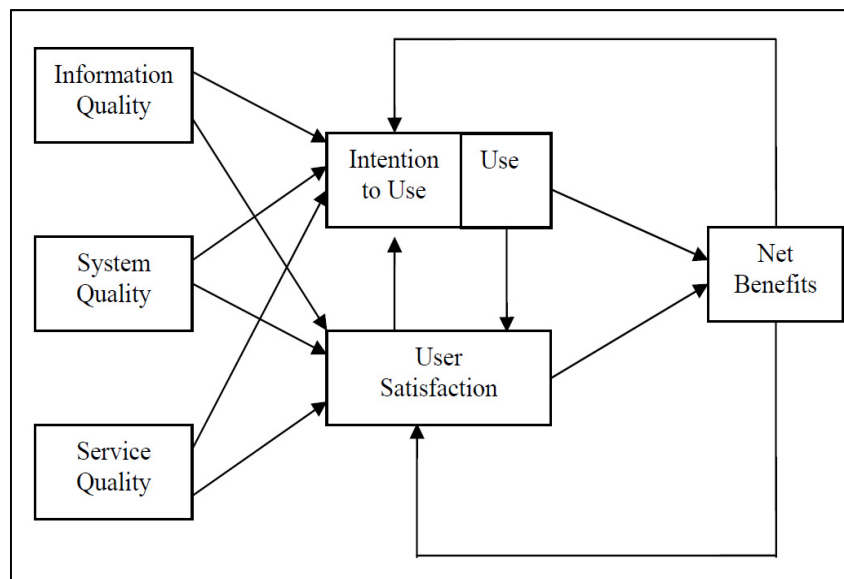 Information
Quality
Intention
to Use
Use
System
Quality
Net
Benefits
User
Satisfaction
Service
Quality